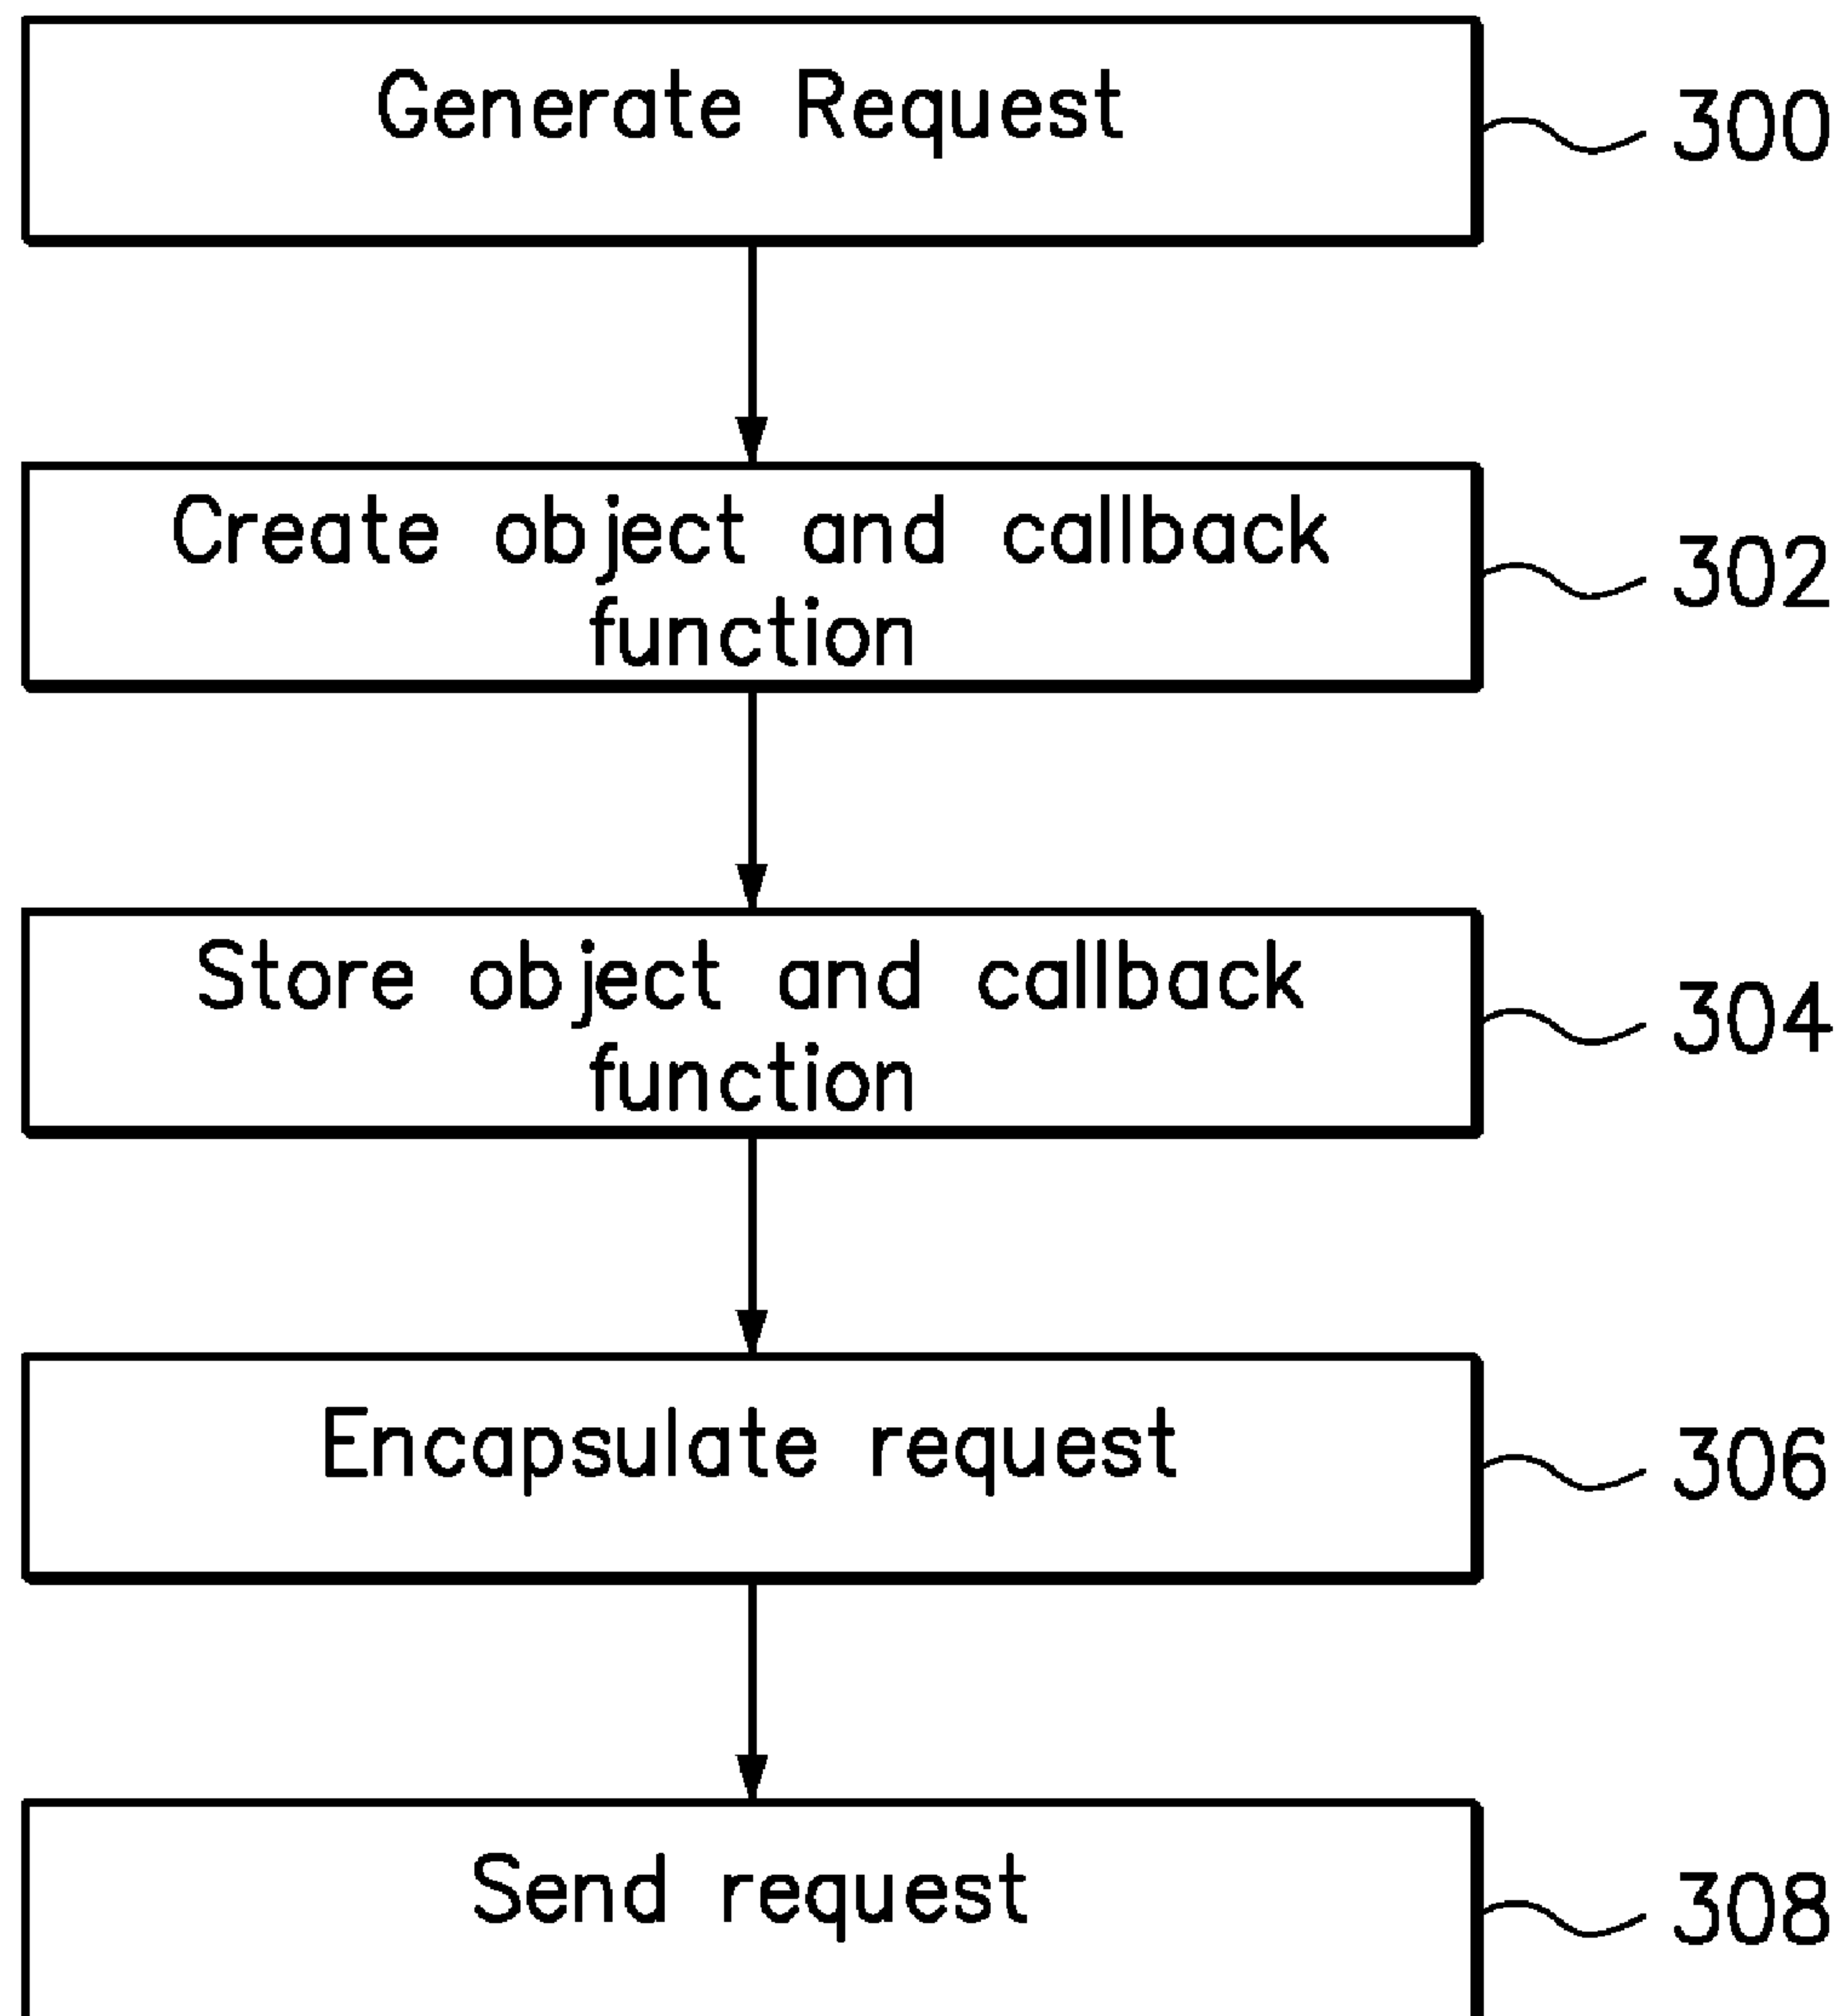 Generate Request
300
Create object and callback
function
302
Store object and callback
function
304
Encapsulate request
306
Send request
308